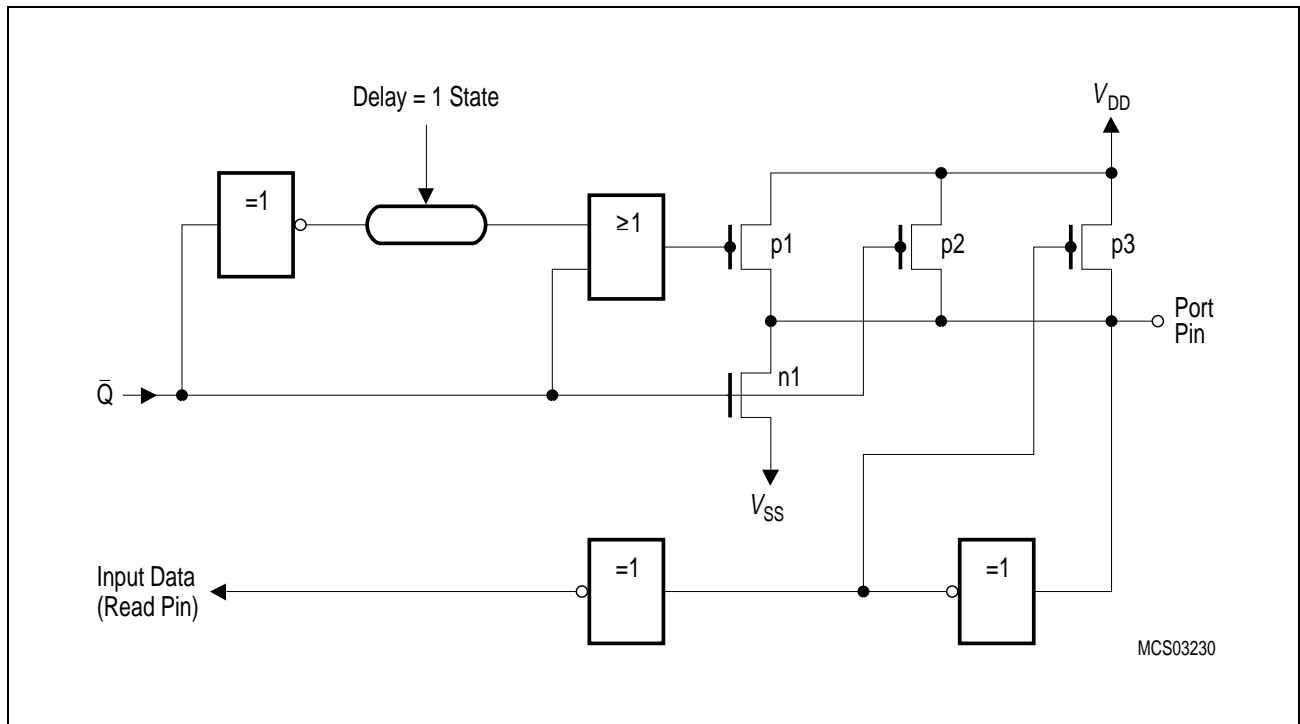 Delay = 1 State
V_DD
=1
≥1
p1
p2
p3
Port
Pin
n1
Q̅
V_SS
=1
=1
Input Data
(Read Pin)
MCS03230